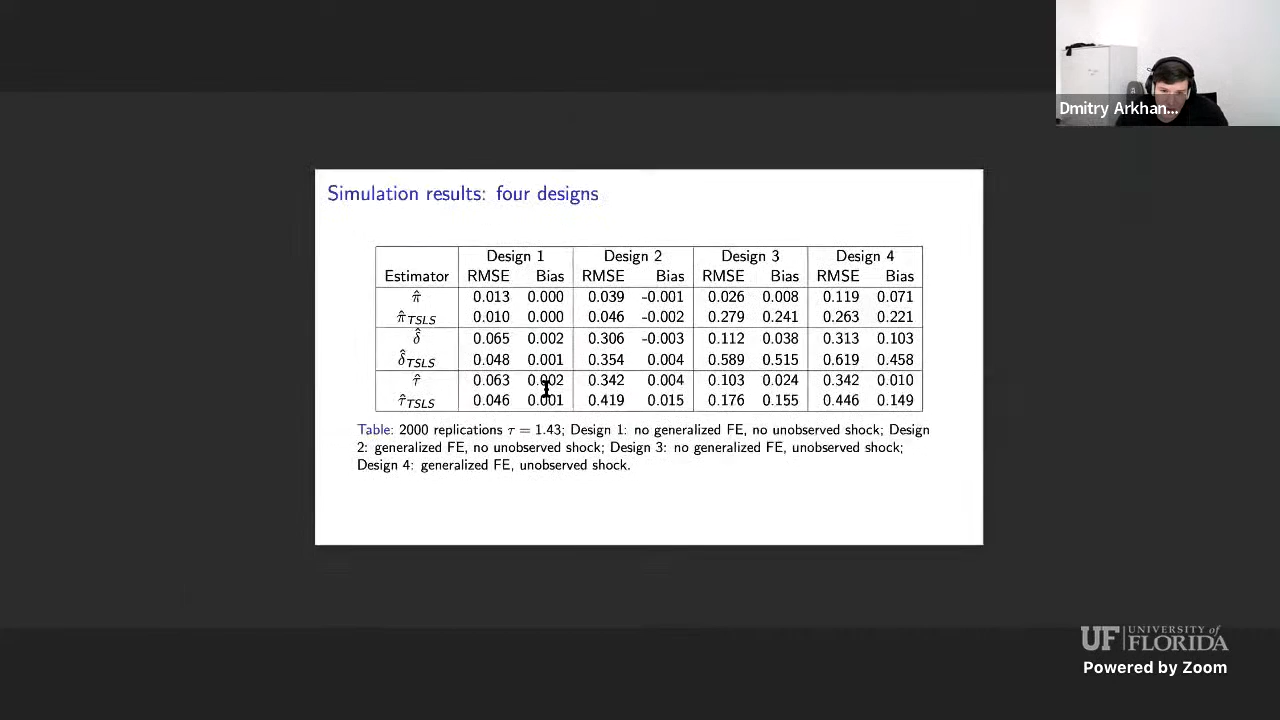 Dmitry Arkhan...
Simulation results: four designs
Design 1 Design 2 Design 3 Design 4
Estimator RMSE Bias RMSE Bias RMSE Bias RMSE Bias
π̂ 0.013 0.000 0.039 -0.001 0.026 0.008 0.119 0.071
π̂TSLS 0.010 0.000 0.046 -0.002 0.279 0.241 0.263 0.221
δ̂ 0.065 0.002 0.306 -0.003 0.112 0.038 0.313 0.103
δ̂TSLS 0.048 0.001 0.354 0.004 0.589 0.515 0.619 0.458
τ̂ 0.063 0.002 0.342 0.004 0.103 0.024 0.342 0.010
τ̂TSLS 0.046 0.001 0.419 0.015 0.176 0.155 0.446 0.149
Table: 2000 replications τ = 1.43; Design 1: no generalized FE, no unobserved shock; Design
2: generalized FE, no unobserved shock; Design 3: no generalized FE, unobserved shock;
Design 4: generalized FE, unobserved shock.
UF UNIVERSITY of
FLORIDA
Powered by Zoom